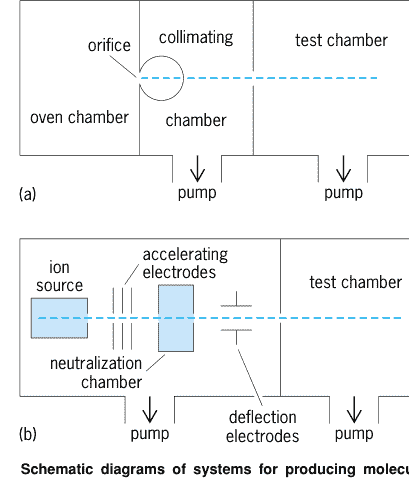 orifice
collimating
test chamber
oven chamber
chamber
pump
pump
(a)
ion
source
accelerating
electrodes
test chamber
neutralization
chamber
deflection
electrodes
pump
pump
(b)
Schematic diagrams of systems for producing molecu